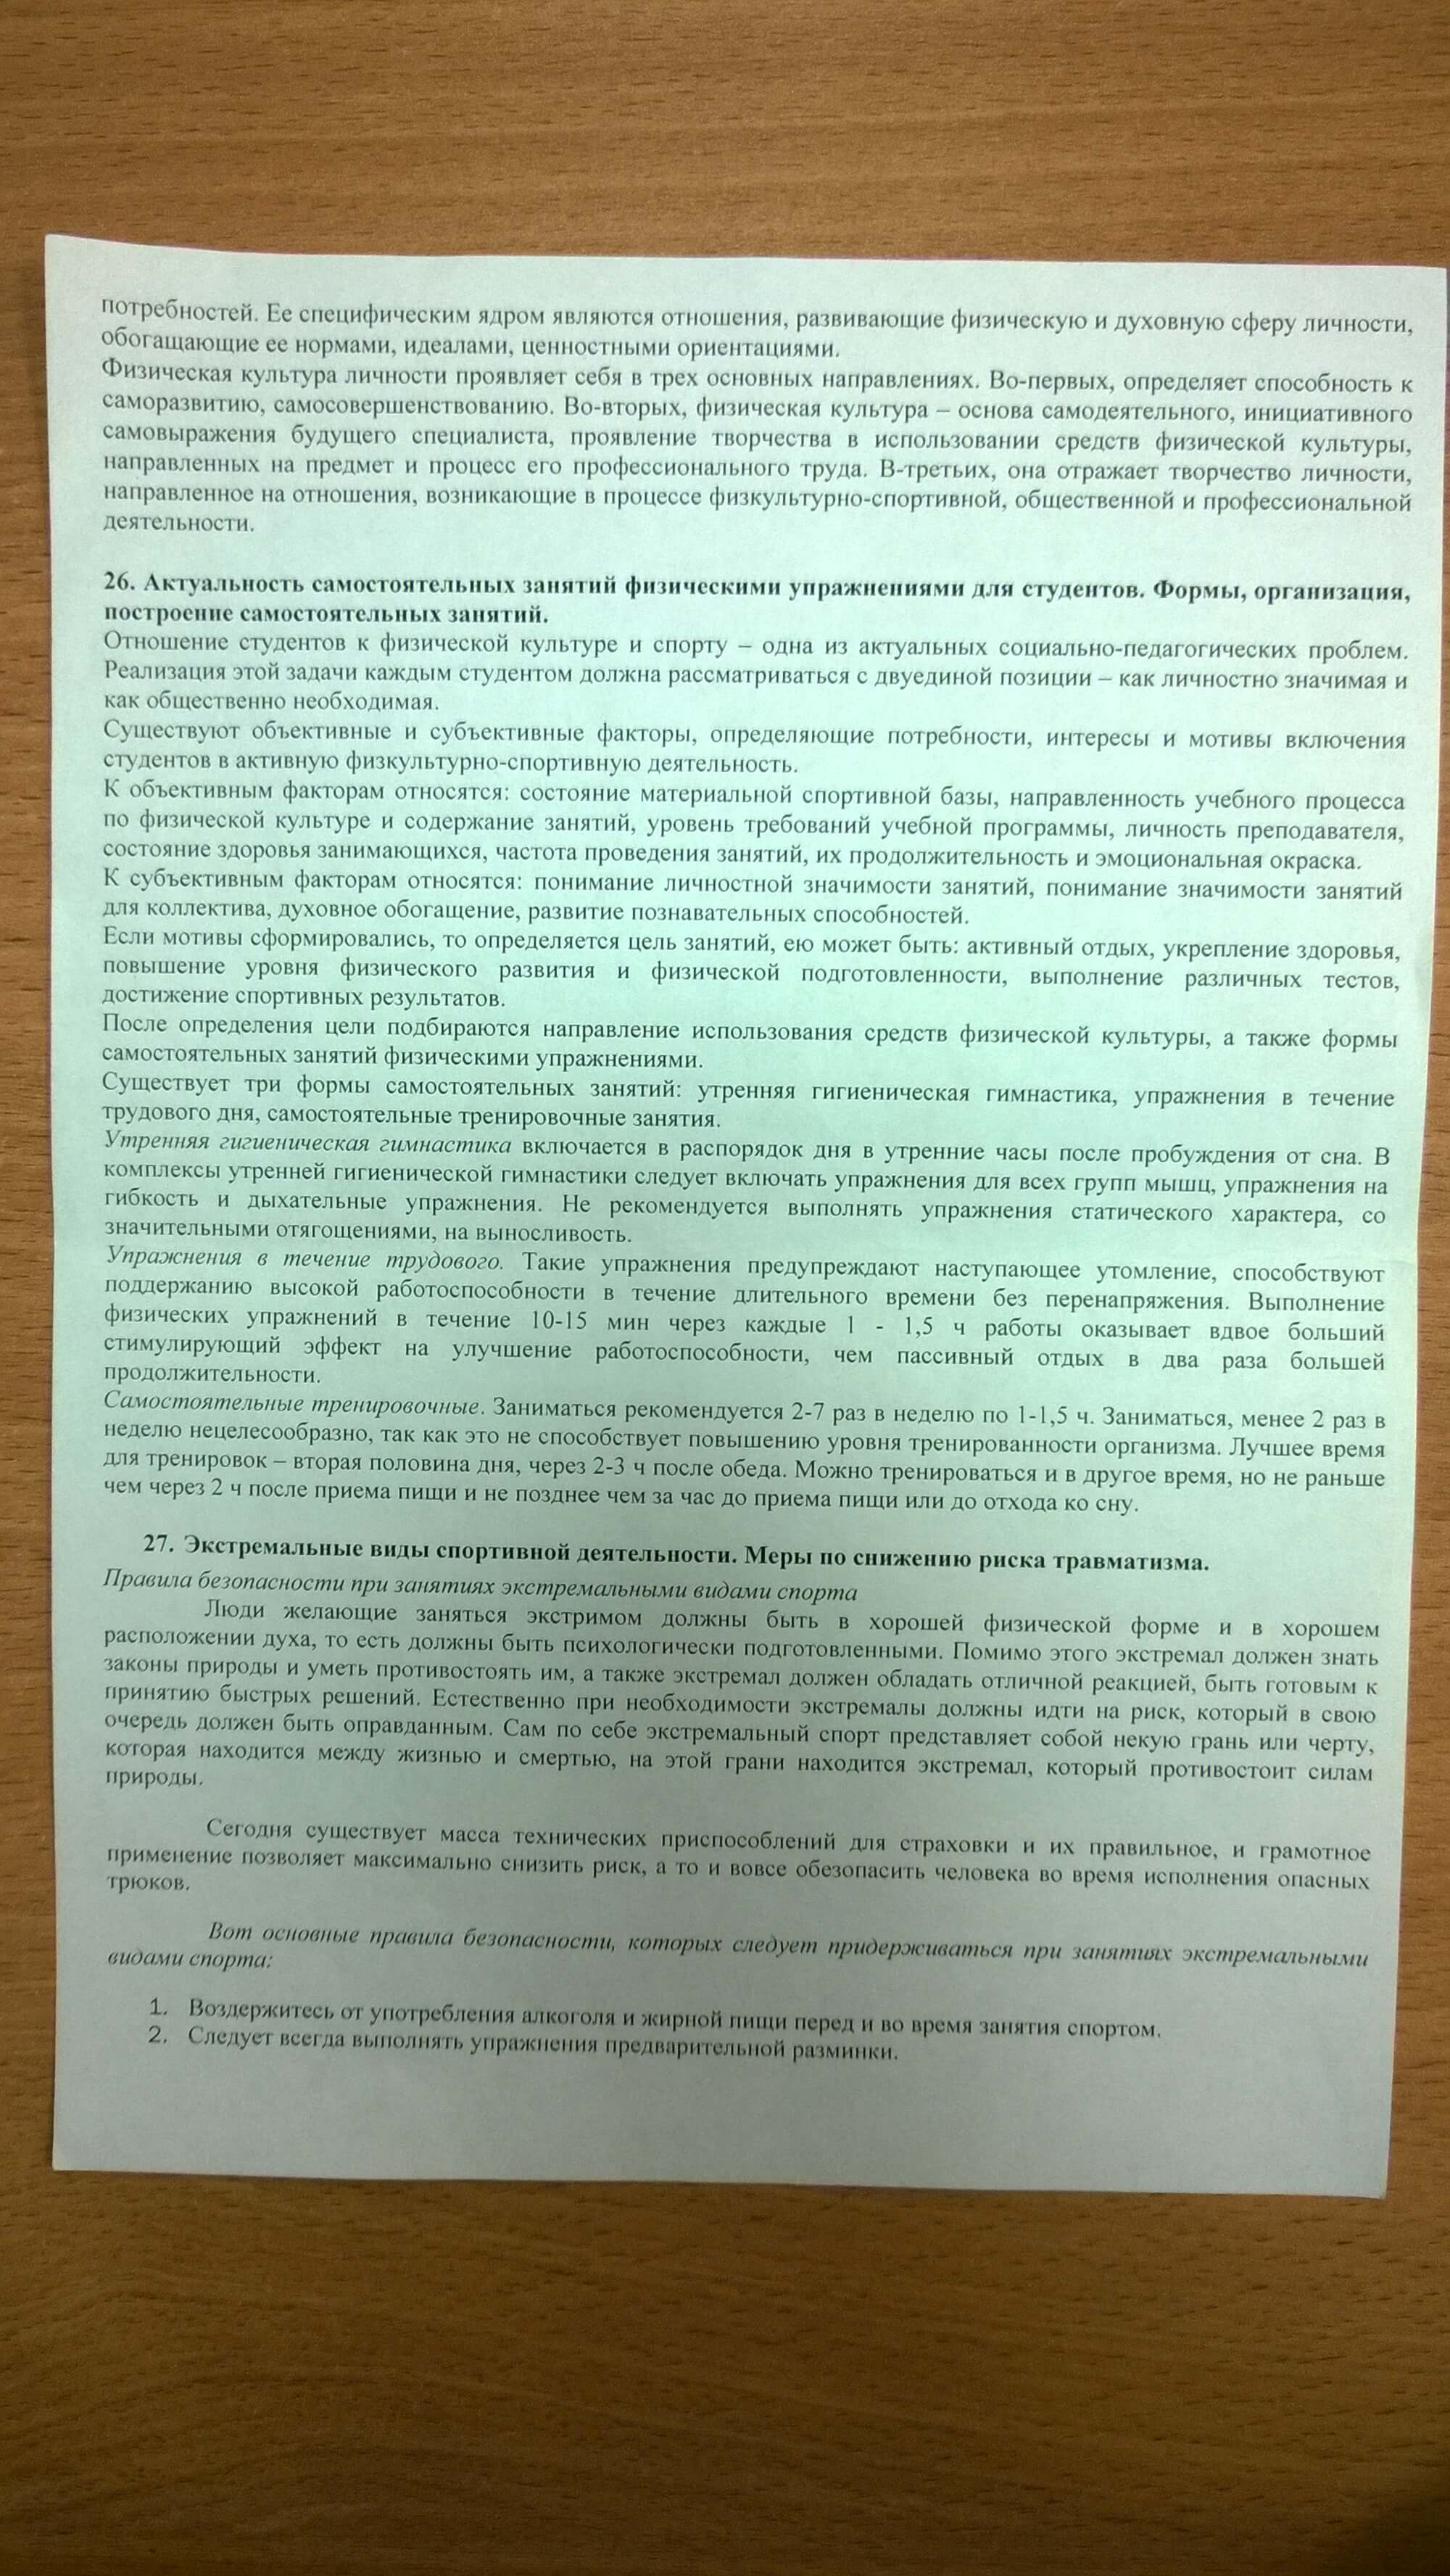 потребностей. Ее специфическим ядром являются отношения, развивающие физическую и духовную сферу личности,
обогащающие ее нормами, идеалами, ценностными ориентациями.
Физическая культура личности проявляет себя в трех основных направлениях. Во-первых, определяет способность к
саморазвитию, самосовершенствованию. Во-вторых, физическая культура – основа самодеятельного, инициативного
самовыражения будущего специалиста, проявление творчества в использовании средств физической культуры,
направленных на предмет и процесс его профессионального труда. В-третьих, она отражает творчество личности,
направленное на отношения, возникающие в процессе физкультурно-спортивной, общественной и профессиональной
деятельности.
26. Актуальность самостоятельных занятий физическими упражнениями для студентов. Формы, организация,
построение самостоятельных занятий.
Отношение студентов к физической культуре и спорту – одна из актуальных социально-педагогических проблем.
Реализация этой задачи каждым студентом должна рассматриваться с двуединой позиции – как личностно значимая и
как общественно необходимая.
Существуют объективные и субъективные факторы, определяющие потребности, интересы и мотивы включения
студентов в активную физкультурно-спортивную деятельность.
К объективным факторам относятся: состояние материальной спортивной базы, направленность учебного процесса
по физической культуре и содержание занятий, уровень требований учебной программы, личность преподавателя,
состояние здоровья занимающихся, частота проведения занятий, их продолжительность и эмоциональная окраска.
К субъективным факторам относятся: понимание личностной значимости занятий, понимание значимости занятий
для коллектива, духовное обогащение, развитие познавательных способностей.
Если мотивы сформировались, то определяется цель занятий, ею может быть: активный отдых, укрепление здоровья,
повышение уровня физического развития и физической подготовленности, выполнение различных тестов,
достижение спортивных результатов.
После определения цели подбираются направление использования средств физической культуры, а также формы
самостоятельных занятий физическими упражнениями.
Существует три формы самостоятельных занятий: утренняя гигиеническая гимнастика, упражнения в течение
трудового дня, самостоятельные тренировочные занятия.
Утренняя гигиеническая гимнастика включается в распорядок дня в утренние часы после пробуждения от сна. В
комплексы утренней гигиенической гимнастики следует включать упражнения для всех групп мышц, упражнения на
гибкость и дыхательные упражнения. Не рекомендуется выполнять упражнения статического характера, со
значительными отягощениями, на выносливость.
Упражнения в течение трудового. Такие упражнения предупреждают наступающее утомление, способствуют
поддержанию высокой работоспособности в течение длительного времени без перенапряжения. Выполнение
физических упражнений в течение 10-15 мин через каждые 1 - 1,5 ч работы оказывает вдвое больший
стимулирующий эффект на улучшение работоспособности, чем пассивный отдых в два раза большей
продолжительности.
Самостоятельные тренировочные. Заниматься рекомендуется 2-7 раз в неделю по 1-1,5 ч. Заниматься, менее 2 раз в
неделю нецелесообразно, так как это не способствует повышению уровня тренированности организма. Лучшее время
для тренировок – вторая половина дня, через 2-3 ч после обеда. Можно тренироваться и в другое время, но не раньше
чем через 2 ч после приема пищи и не позднее чем за час до приема пищи или до отхода ко сну.
27. Экстремальные виды спортивной деятельности. Меры по снижению риска травматизма.
Правила безопасности при занятиях экстремальными видами спорта
Люди желающие заняться экстримом должны быть в хорошей физической форме и в хорошем
расположении духа, то есть должны быть психологически подготовленными. Помимо этого экстремал должен знать
законы природы и уметь противостоять им, а также экстремал должен обладать отличной реакцией, быть готовым к
принятию быстрых решений. Естественно при необходимости экстремалы должны идти на риск, который в свою
очередь должен быть оправданным. Сам по себе экстремальный спорт представляет собой некую грань или черту,
которая находится между жизнью и смертью, на этой грани находится экстремал, который противостоит силам
природы.
Сегодня существует масса технических приспособлений для страховки и их правильное, и грамотное
применение позволяет максимально снизить риск, а то и вовсе обезопасить человека во время исполнения опасных
трюков.
Вот основные правила безопасности, которых следует придерживаться при занятиях экстремальными
видами спорта:
1. Воздержитесь от употребления алкоголя и жирной пищи перед и во время занятия спортом.
2. Следует всегда выполнять упражнения предварительной разминки.